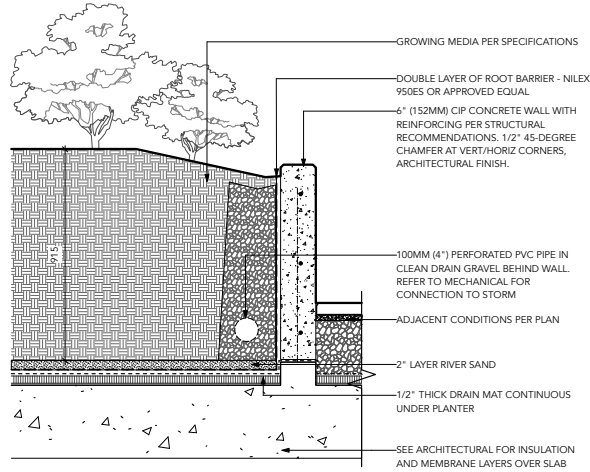 GROWING MEDIA PER SPECIFICATIONS
DOUBLE LAYER OF ROOT BARRIER - NILEX
950ES OR APPROVED EQUAL
6" (152MM) CIP CONCRETE WALL WITH
REINFORCING PER STRUCTURAL
RECOMMENDATIONS. 1/2" 45-DEGREE
CHAMFER AT VERT/HORIZ CORNERS,
ARCHITECTURAL FINISH.
915
100MM (4") PERFORATED PVC PIPE IN
CLEAN DRAIN GRAVEL BEHIND WALL.
REFER TO MECHANICAL FOR
CONNECTION TO STORM
ADJACENT CONDITIONS PER PLAN
2" LAYER RIVER SAND
1/2" THICK DRAIN MAT CONTINUOUS
UNDER PLANTER
SEE ARCHITECTURAL FOR INSULATION
AND MEMBRANE LAYERS OVER SLAB